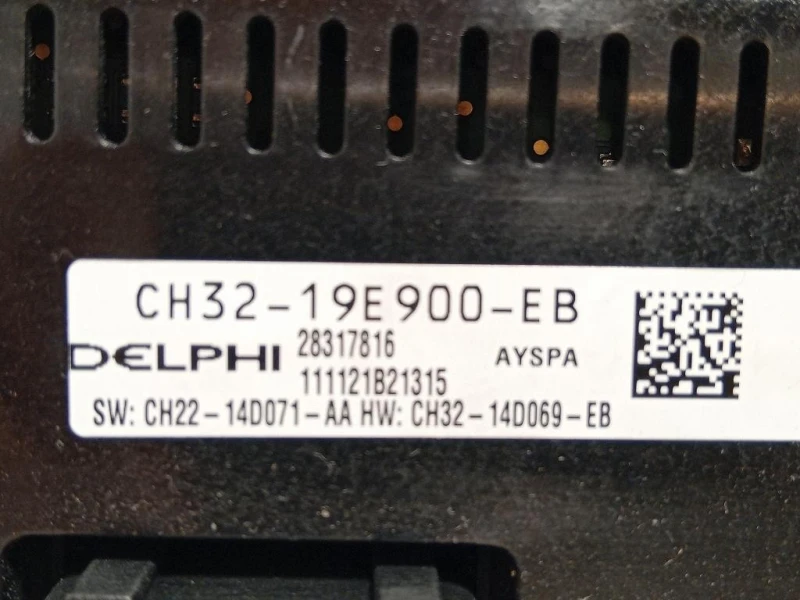 CH32-19E900-EB
DELPHI 28317816 AYSPA
111121B21315
SW: CH22-14D071-AA HW: CH32-14D069-EB